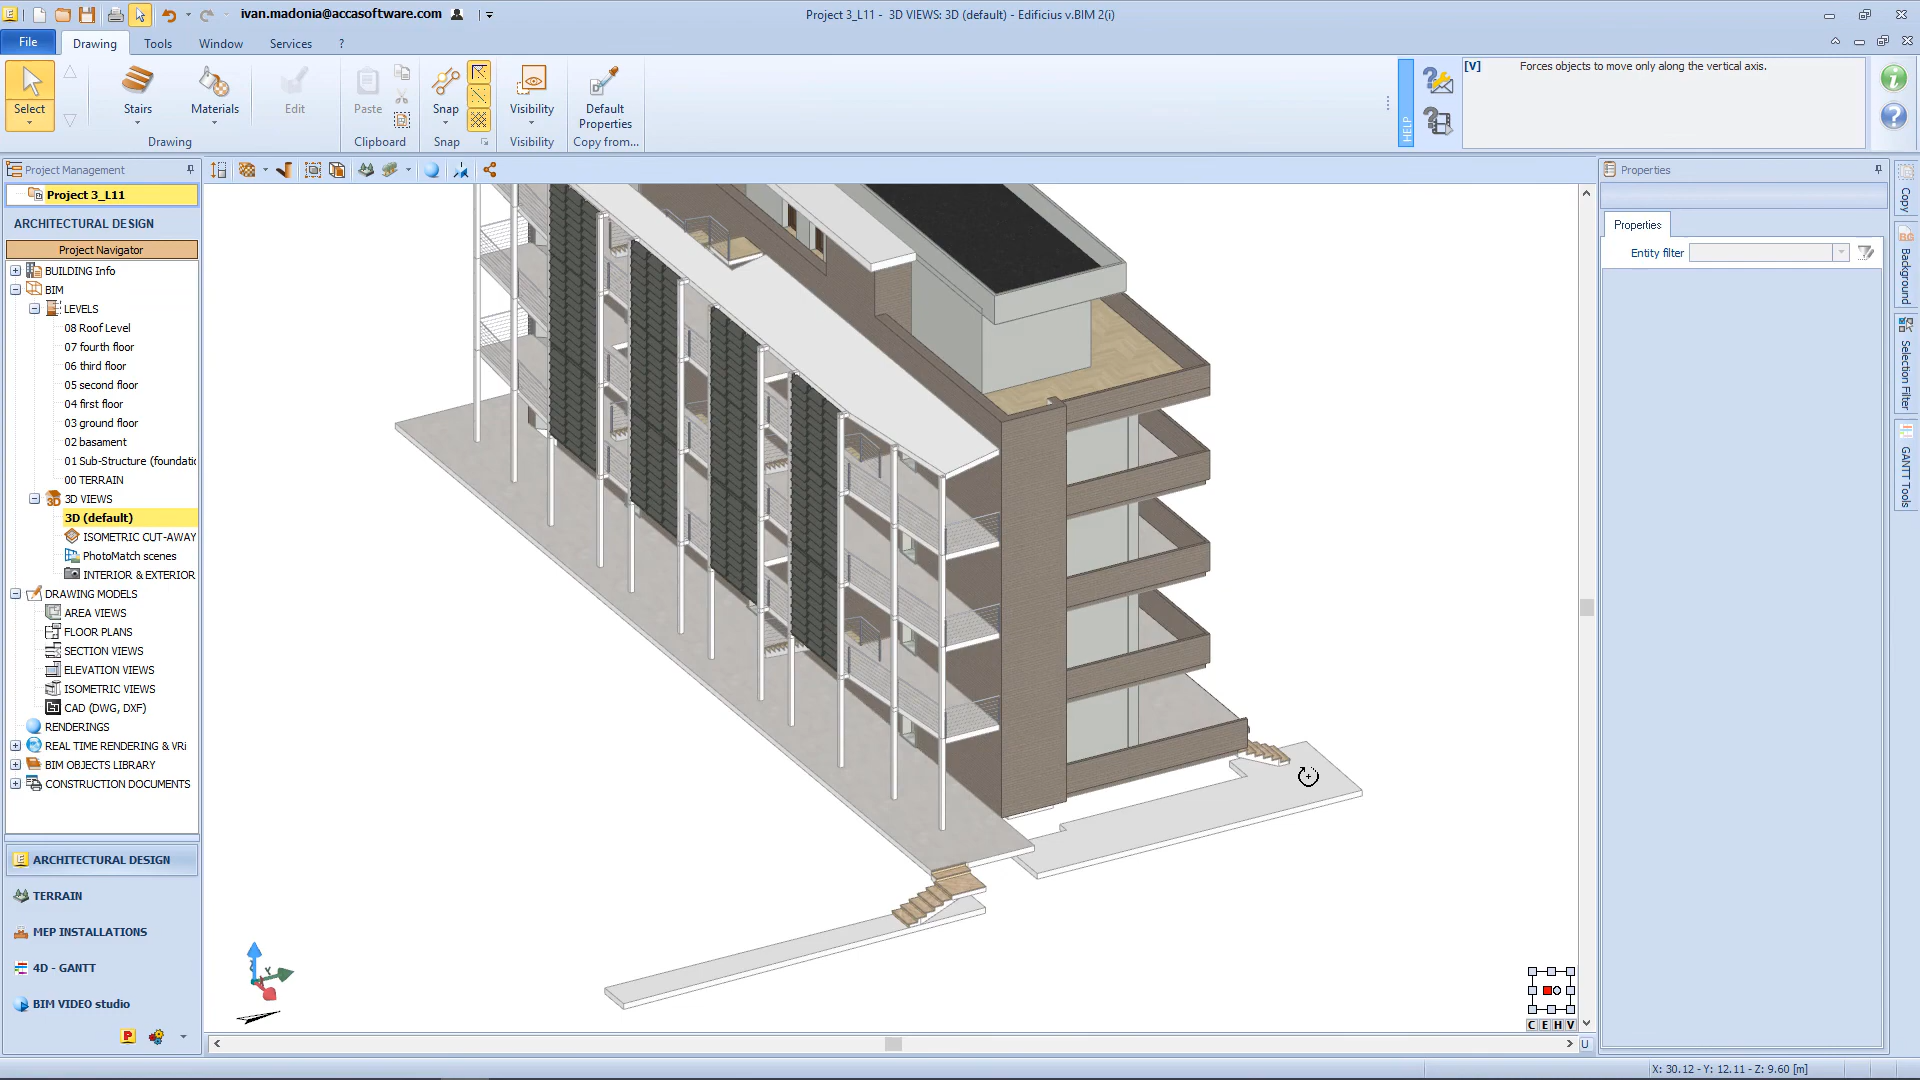 ivan.madonia@accasoftware.com
Project 3_L11 - 3D VIEWS: 3D (default) - Edificius v.BIM 2(i)
File
Drawing
Tools
Window
Services
?
Select
Stairs
Materials
Edit
Paste
Snap
Visibility
Default
Properties
Drawing
Clipboard
Snap
Visibility
Copy from...
HELP
[V] Forces objects to move only along the vertical axis.
Project Management
Project 3_L11
ARCHITECTURAL DESIGN
Project Navigator
BUILDING Info
BIM
LEVELS
08 Roof Level
07 fourth floor
06 third floor
05 second floor
04 first floor
03 ground floor
02 basament
01 Sub-Structure (foundatic
00 TERRAIN
3D VIEWS
3D (default)
ISOMETRIC CUT-AWAY
PhotoMatch scenes
INTERIOR & EXTERIOR
DRAWING MODELS
AREA VIEWS
FLOOR PLANS
SECTION VIEWS
ELEVATION VIEWS
ISOMETRIC VIEWS
CAD (DWG, DXF)
RENDERINGS
REAL TIME RENDERING & VRi
BIM OBJECTS LIBRARY
CONSTRUCTION DOCUMENTS
ARCHITECTURAL DESIGN
TERRAIN
MEP INSTALLATIONS
4D - GANTT
BIM VIDEO studio
C E H V
U
Properties
Properties
Entity filter
Copy
Background
Selection Filter
GANTT Tools
X: 30.12 - Y: 12.11 - Z: 9.60 [m]